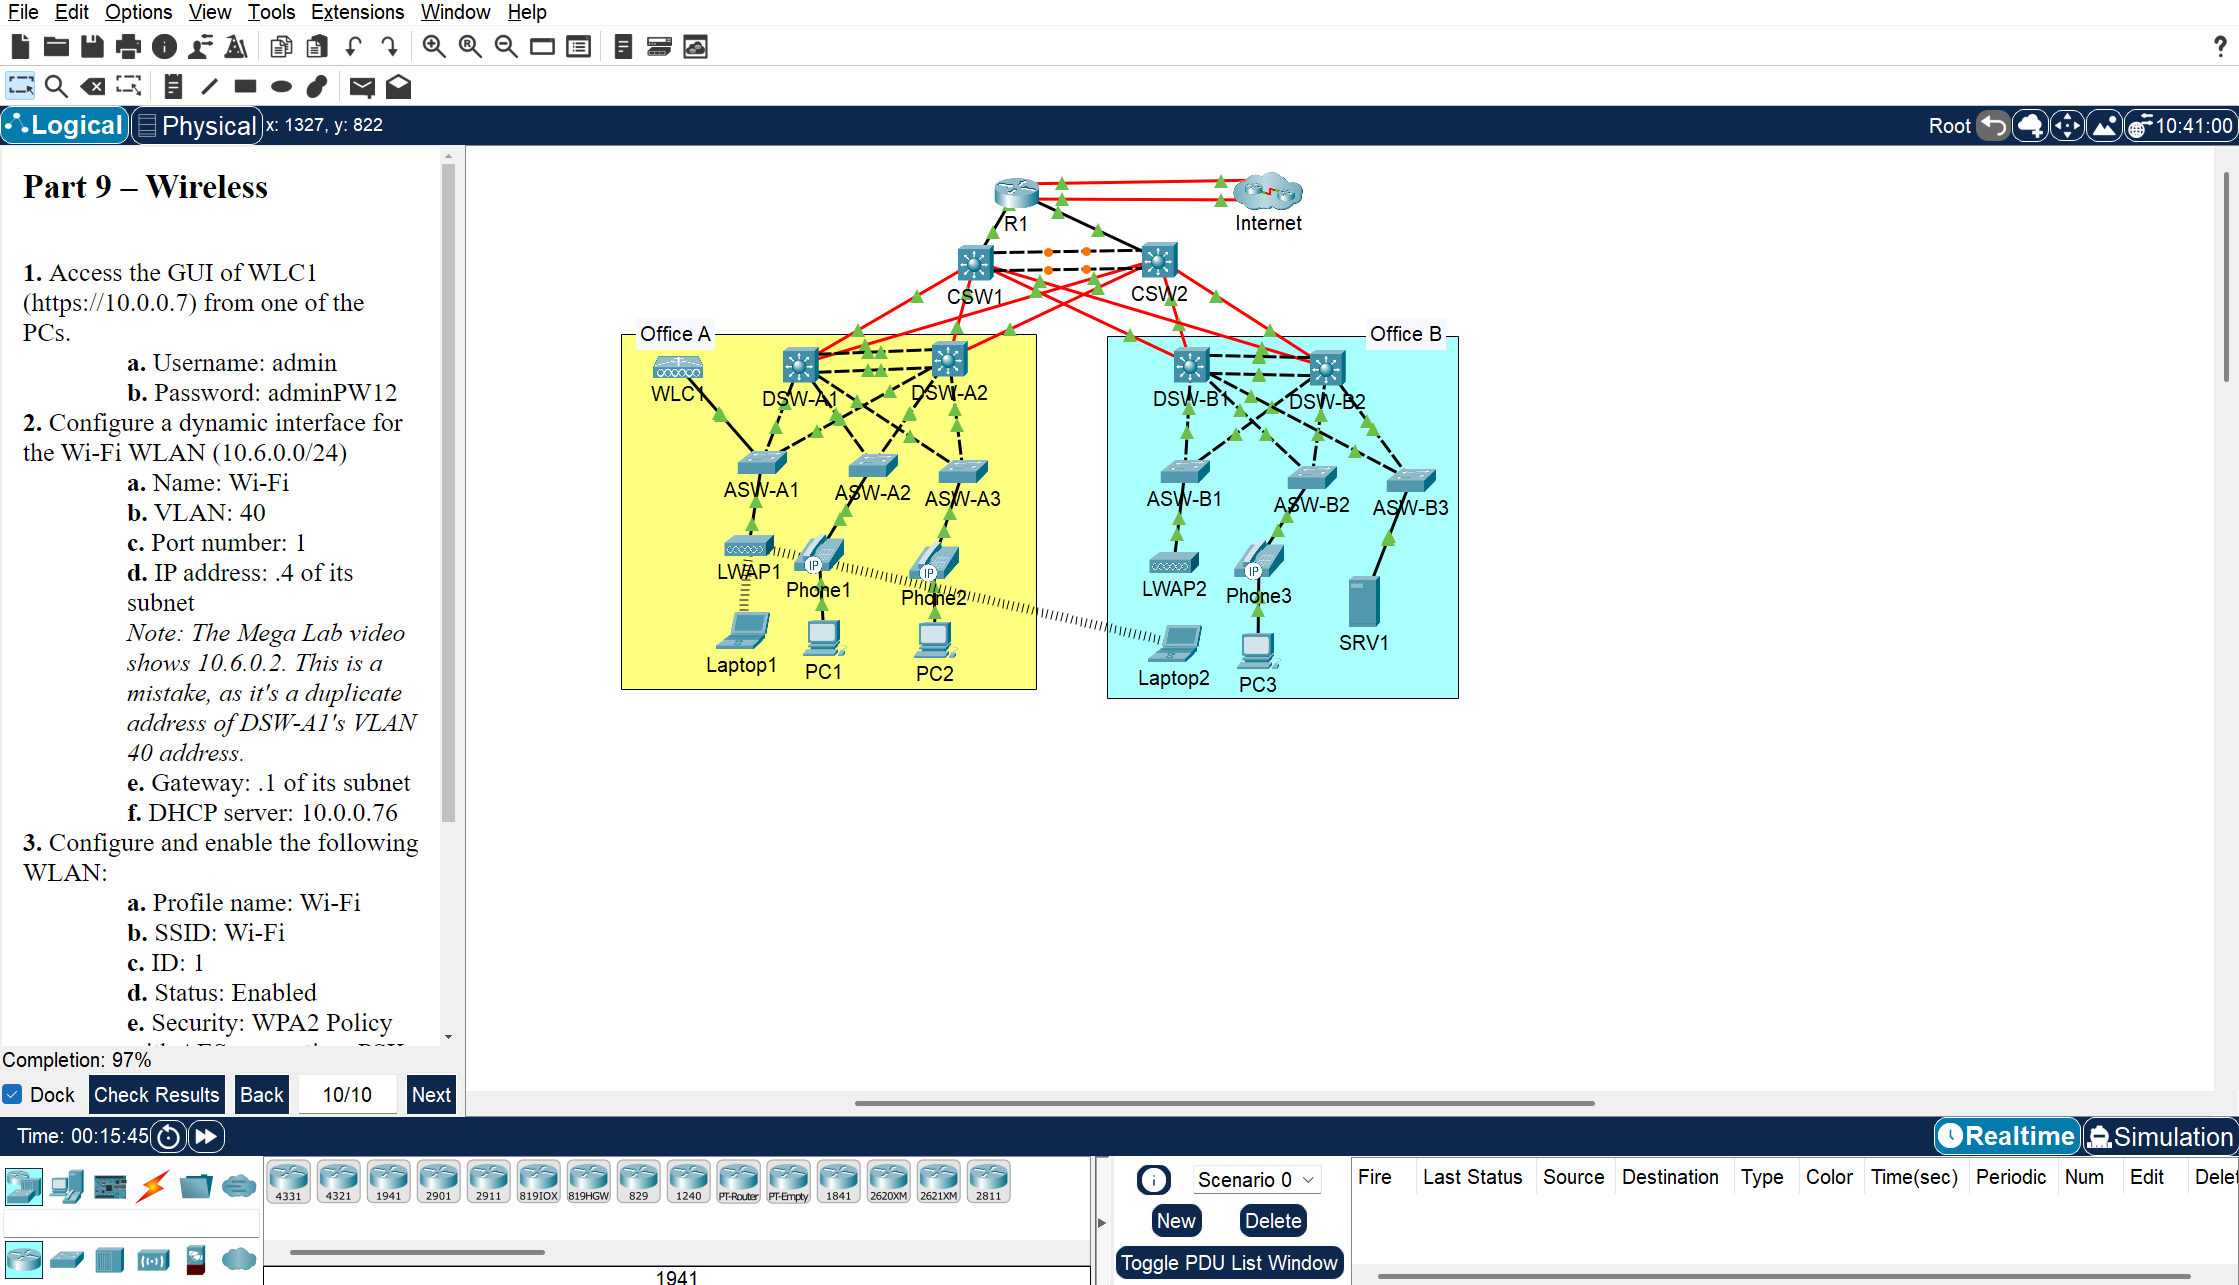 File Edit Options View Tools Extensions Window Help
?
Logical Physical x: 1327, y: 822 Root 10:41:00
Part 9 – Wireless
1. Access the GUI of WLC1
(https://10.0.0.7) from one of the
PCs.
a. Username: admin
b. Password: adminPW12
2. Configure a dynamic interface for
the Wi-Fi WLAN (10.6.0.0/24)
a. Name: Wi-Fi
b. VLAN: 40
c. Port number: 1
d. IP address: .4 of its
subnet
Note: The Mega Lab video
shows 10.6.0.2. This is a
mistake, as it's a duplicate
address of DSW-A1's VLAN
40 address.
e. Gateway: .1 of its subnet
f. DHCP server: 10.0.0.76
3. Configure and enable the following
WLAN:
a. Profile name: Wi-Fi
b. SSID: Wi-Fi
c. ID: 1
d. Status: Enabled
e. Security: WPA2 Policy
Completion: 97%
Dock Check Results Back 10/10 Next
R1 Internet
CSW1 CSW2
Office A Office B
WLC1 DSW-A1 DSW-A2 DSW-B1 DSW-B2
ASW-A1 ASW-A2 ASW-A3 ASW-B1 ASW-B2 ASW-B3
IP IP IP
LWAP1 Phone1 Phone2 LWAP2 Phone3
Laptop1 PC1 PC2 Laptop2 PC3 SRV1
Time: 00:15:45 Realtime Simulation
4331 4321 1941 2901 2911 819IOX 819HGW 829 1240 PT-Router PT-Empty 1841 2620XM 2621XM 2811
1941
Scenario 0
New Delete
Toggle PDU List Window
Fire Last Status Source Destination Type Color Time(sec) Periodic Num Edit Delet